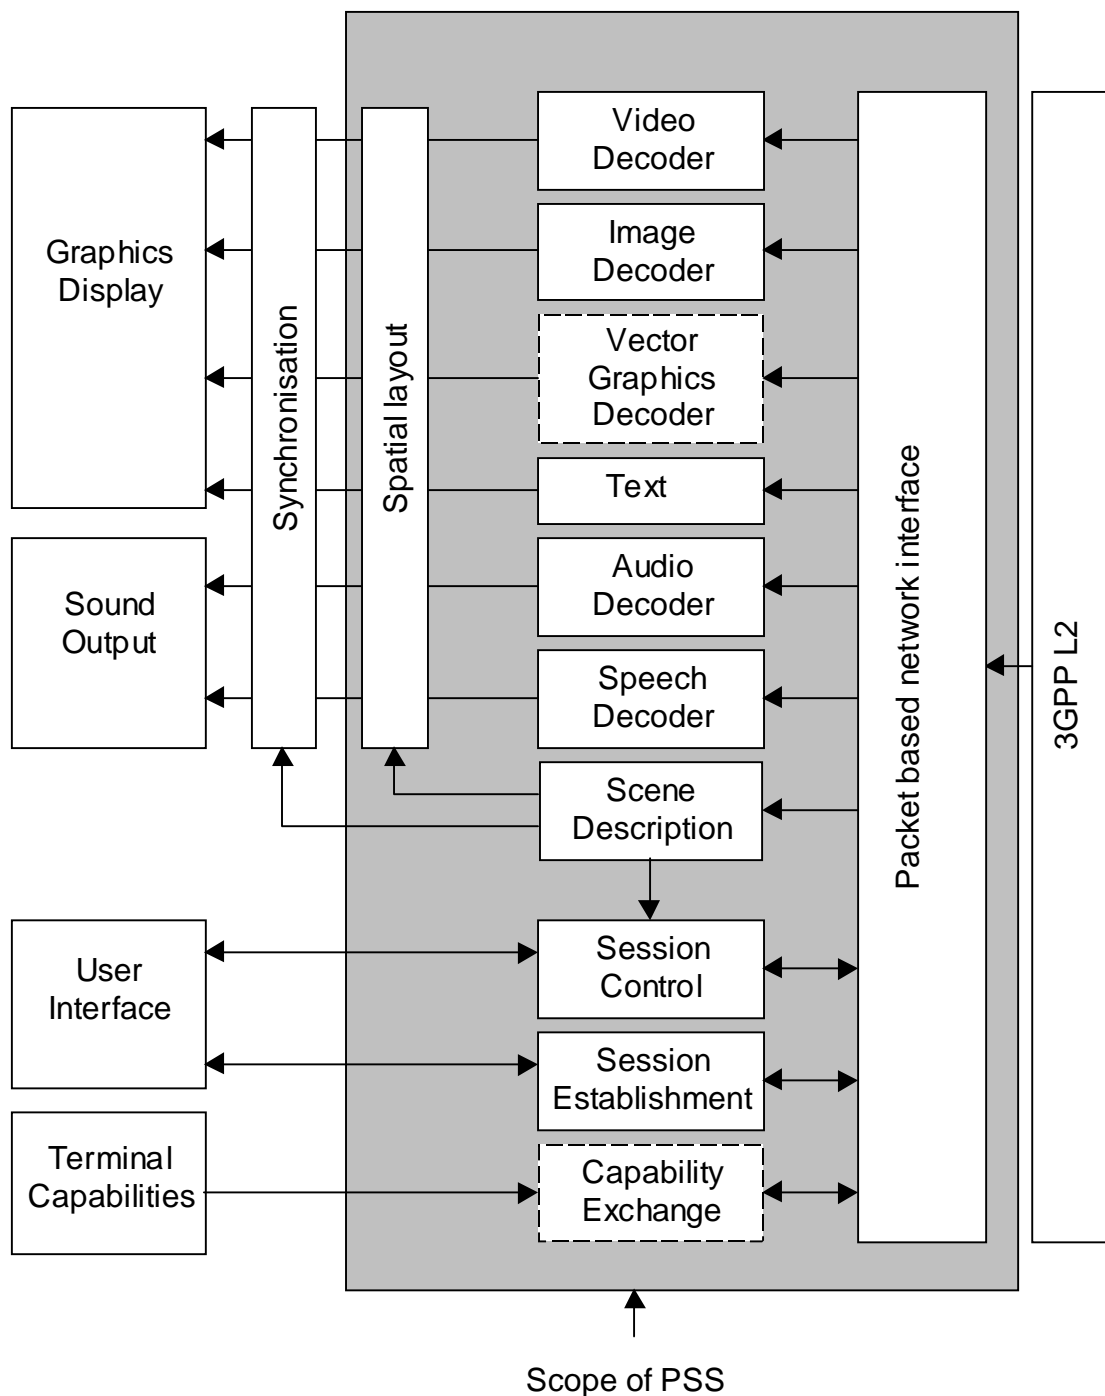 Video
Decoder
Image
Decoder
Graphics
Display
Vector
Graphics
Decoder
Synchronisation
Spatial layout
Text
Packet based network interface
Audio
Decoder
Sound
Output
3GPP L2
Speech
Decoder
Scene
Description
User
Interface
Session
Control
Session
Establishment
Terminal
Capabilities
Capability
Exchange
Scope of PSS